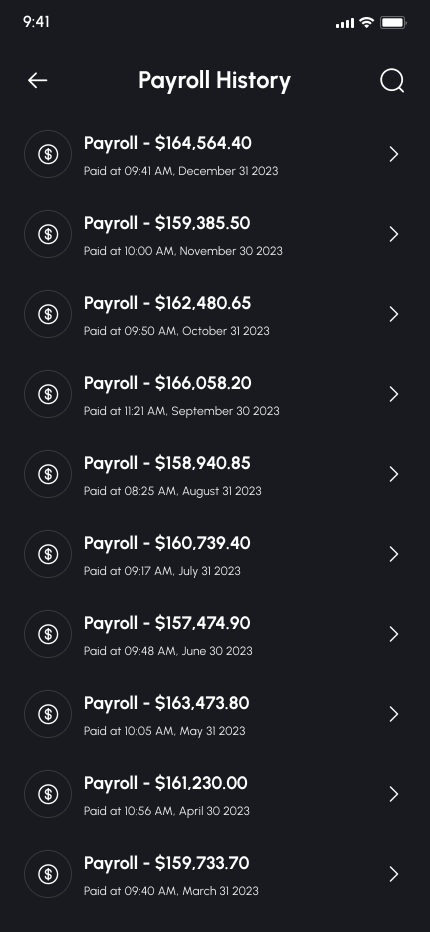 9:41
Payroll History
Payroll - $164,564.40
Paid at 09:41 AM, December 31 2023
Payroll - $159,385.50
Paid at 10:00 AM, November 30 2023
Payroll - $162,480.65
Paid at 09:50 AM, October 31 2023
Payroll - $166,058.20
Paid at 11:21 AM, September 30 2023
Payroll - $158,940.85
Paid at 08:25 AM, August 31 2023
Payroll - $160,739.40
Paid at 09:17 AM, July 31 2023
Payroll - $157,474.90
Paid at 09:48 AM, June 30 2023
Payroll - $163,473.80
Paid at 10:05 AM, May 31 2023
Payroll - $161,230.00
Paid at 10:56 AM, April 30 2023
Payroll - $159,733.70
Paid at 09:40 AM, March 31 2023